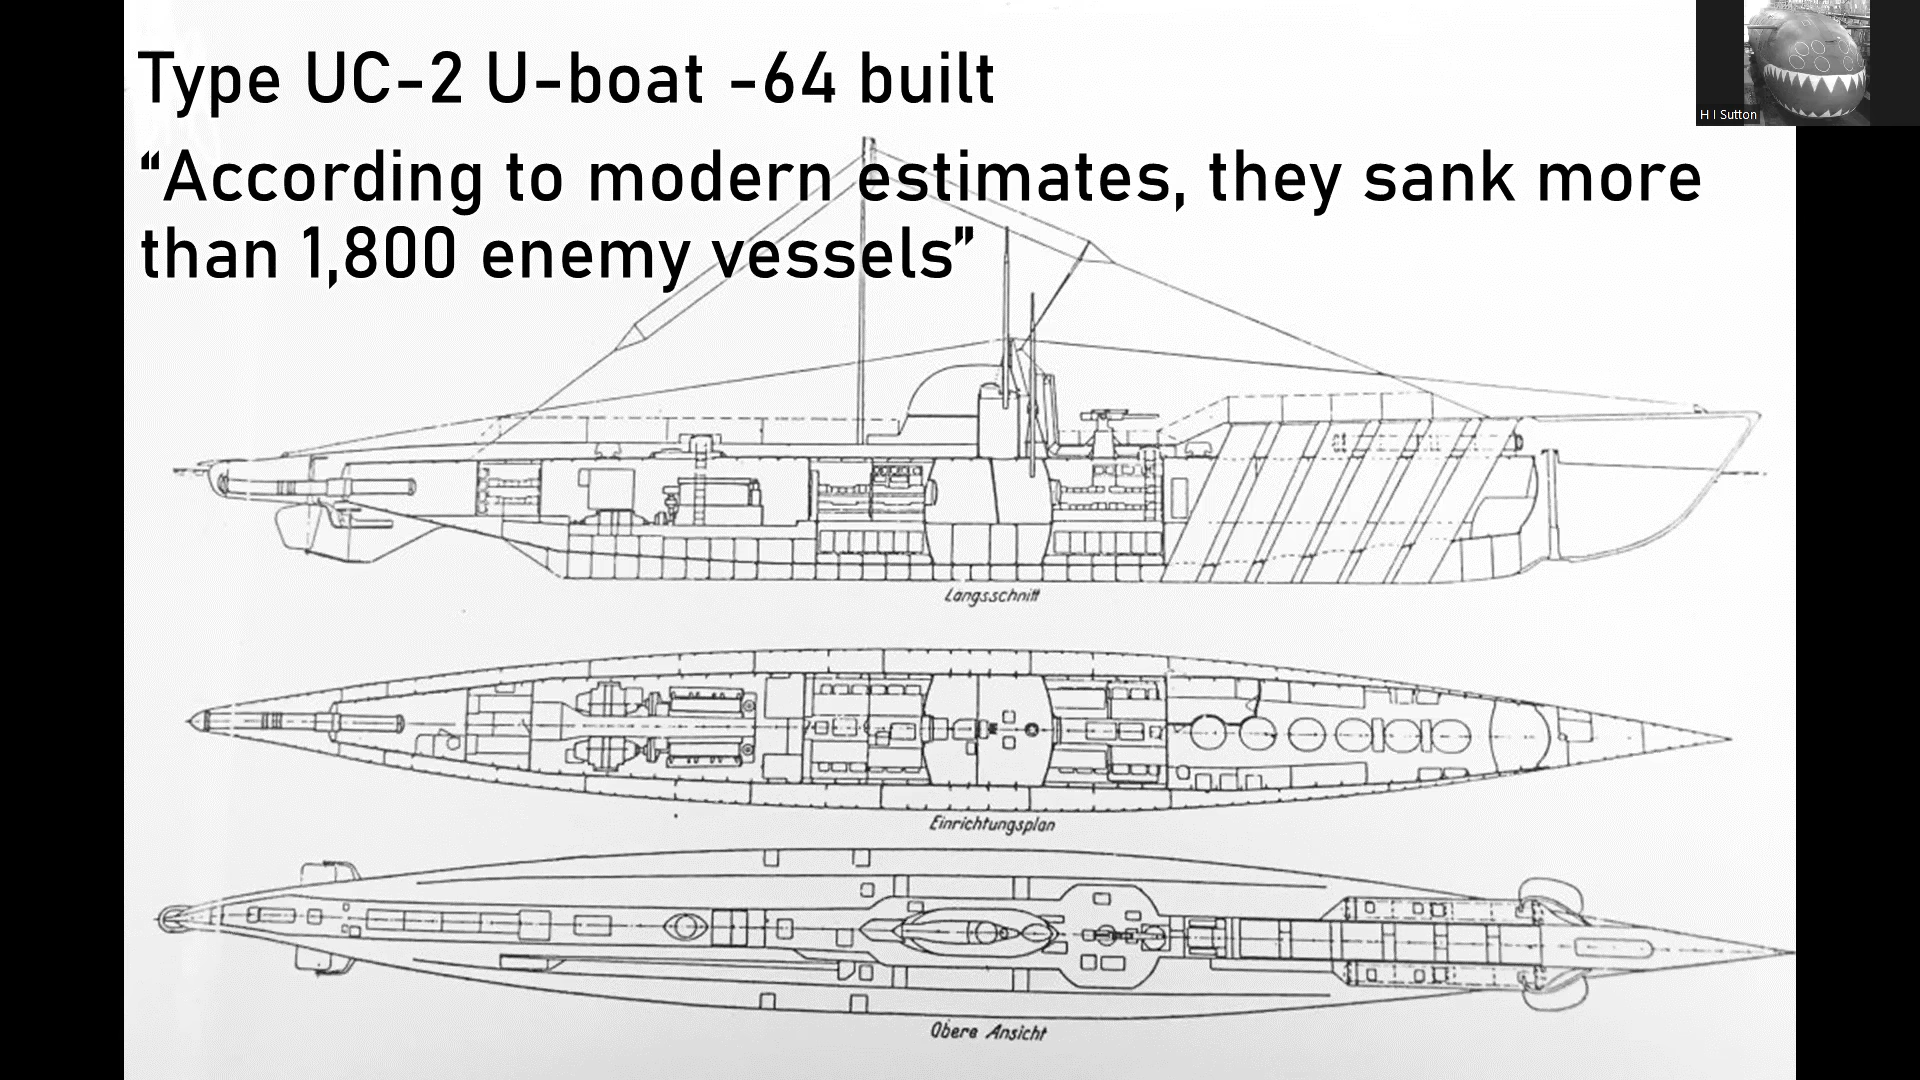 Type UC-2 U-boat -64 built
H I Sutton
“According to modern estimates, they sank more
than 1,800 enemy vessels”
Längsschnitt
Einrichtungsplan
Obere Ansicht